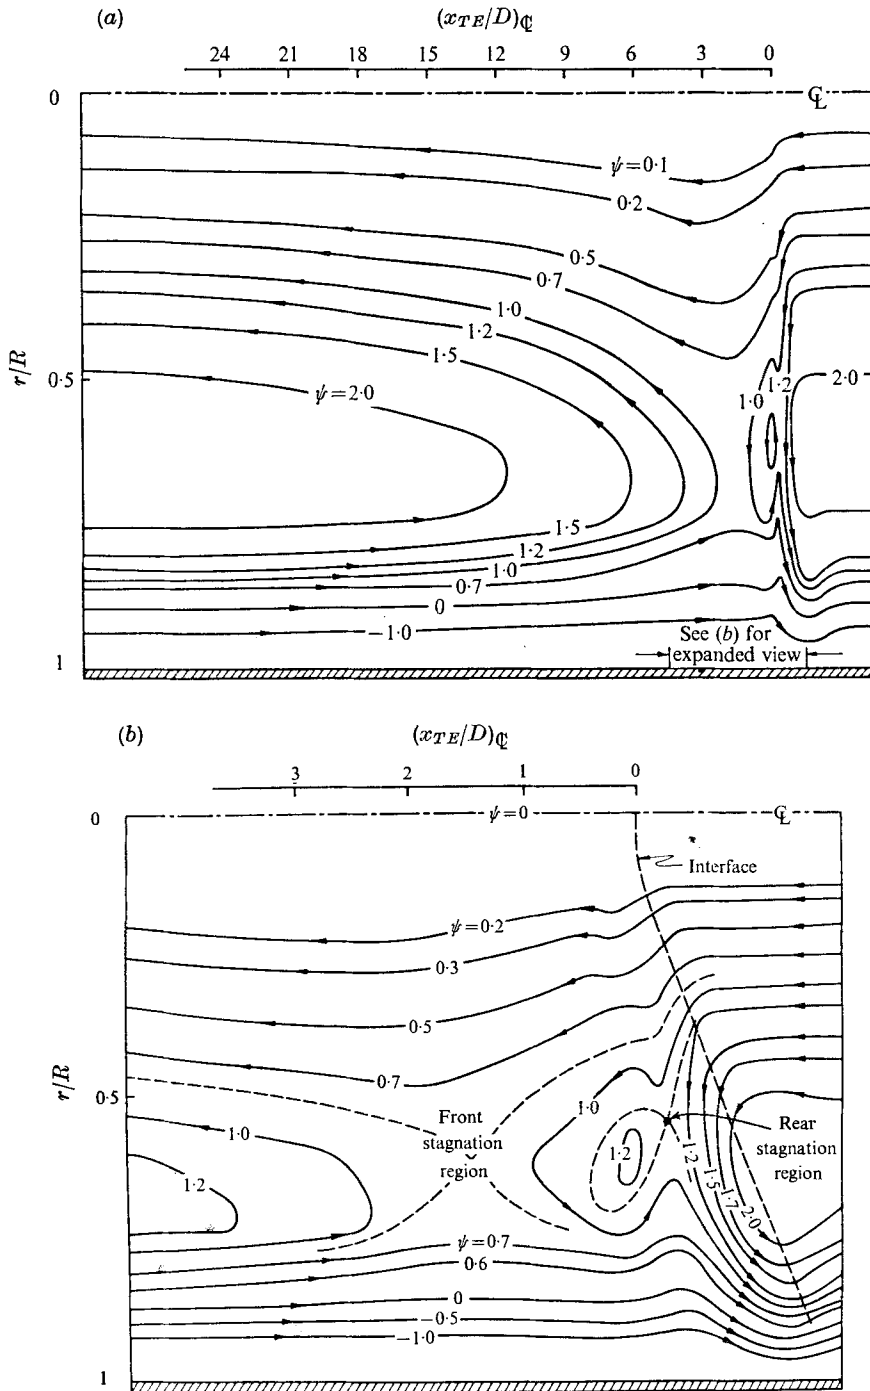 (a)
(x_TE/D)_℄
24 21 18 15 12 9 6 3 0
0
℄
ψ=0·1
0·2
0·5
0·7
1·0
1·2
1·5
ψ=2·0
1·0
1·2
2·0
r/R
0·5
1·5
1·2
1·0
0·7
0
−1·0
See (b) for
expanded view
1
(b)
(x_TE/D)_℄
3 2 1 0
0
ψ=0
℄
Interface
ψ=0·2
0·3
0·5
0·7
r/R
0·5
1·0
1·2
Front
stagnation
region
1·0
1·2
Rear
stagnation
region
1·2
1·5
1·7
2·0
ψ=0·7
0·6
0
−0·5
−1·0
1